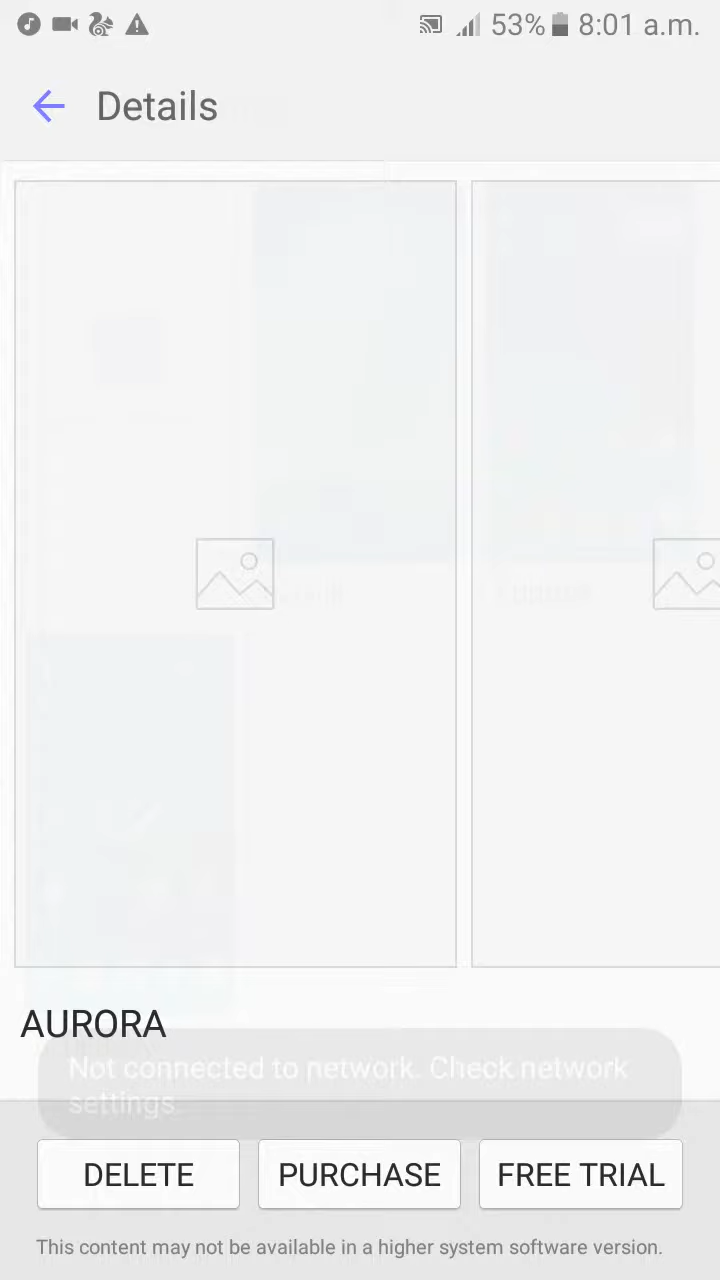 53% 8:01 a.m.
Details
AURORA
Not connected to network. Check network
settings.
DELETE PURCHASE FREE TRIAL
This content may not be available in a higher system software version.